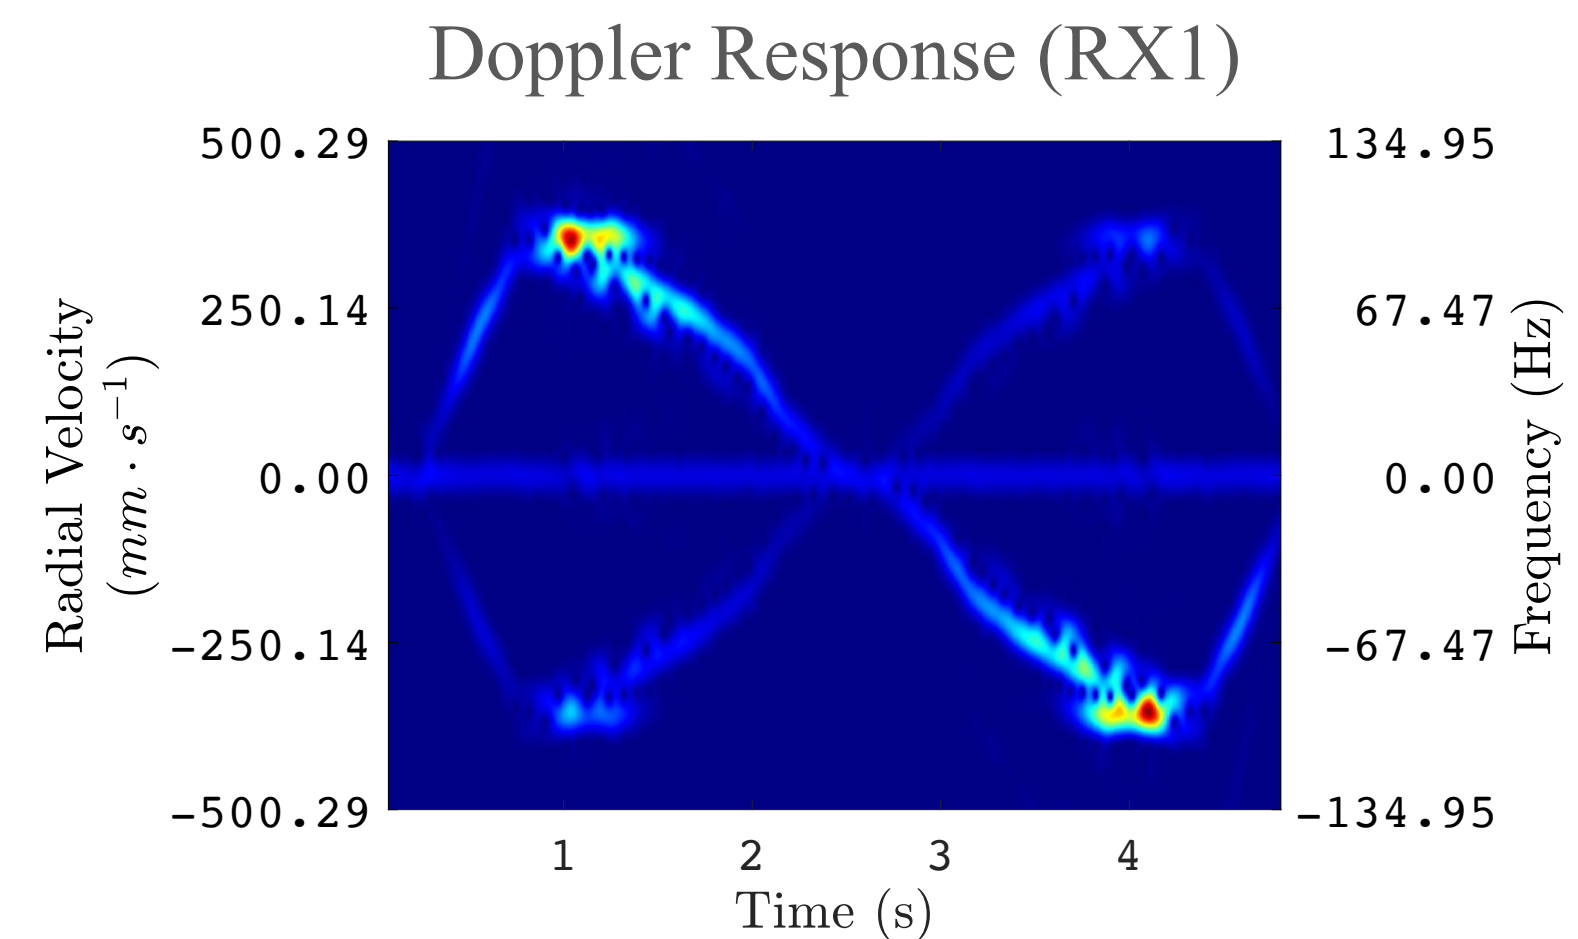 Doppler Response (RX1)
500.29
250.14
0.00
-250.14
-500.29
Radial Velocity
(mm · s⁻¹)
134.95
67.47
0.00
-67.47
-134.95
Frequency (Hz)
1 2 3 4
Time (s)